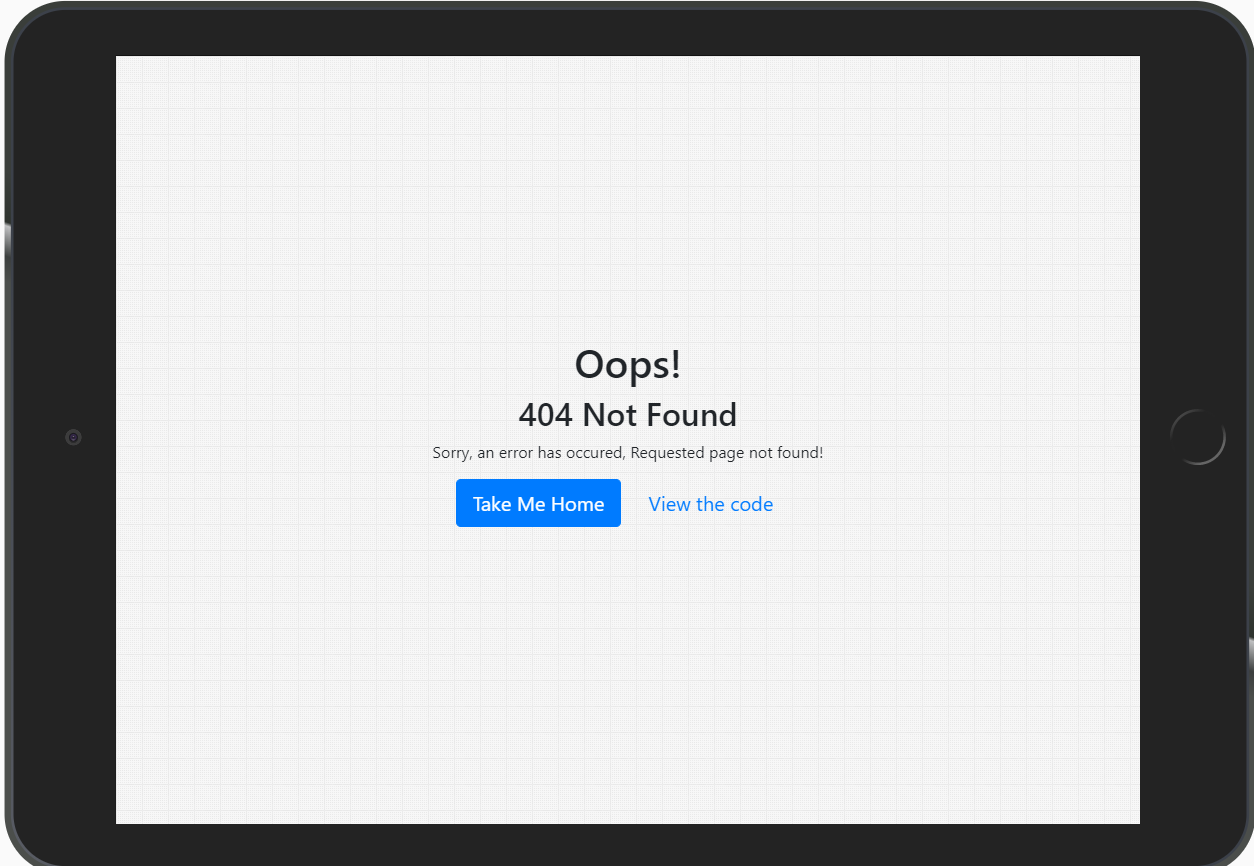 Oops!
404 Not Found
Sorry, an error has occured, Requested page not found!
Take Me Home
View the code